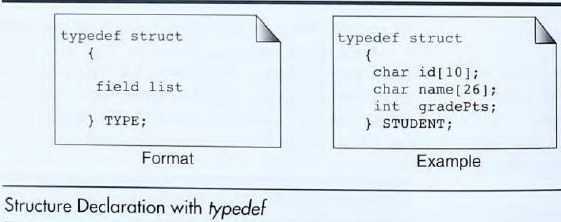 typedef struct
{
field list
} TYPE;
Format
typedef struct
{
char id[10];
char name[26];
int gradePts;
} STUDENT;
Example
Structure Declaration with typedef